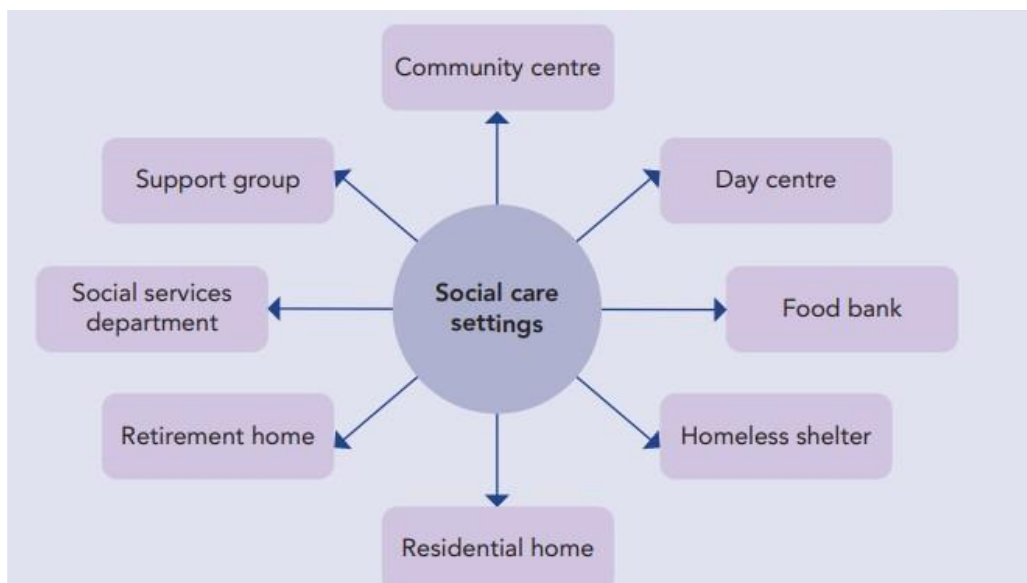 Community centre
Support group
Day centre
Social services
department
Social care
settings
Food bank
Retirement home
Homeless shelter
Residential home